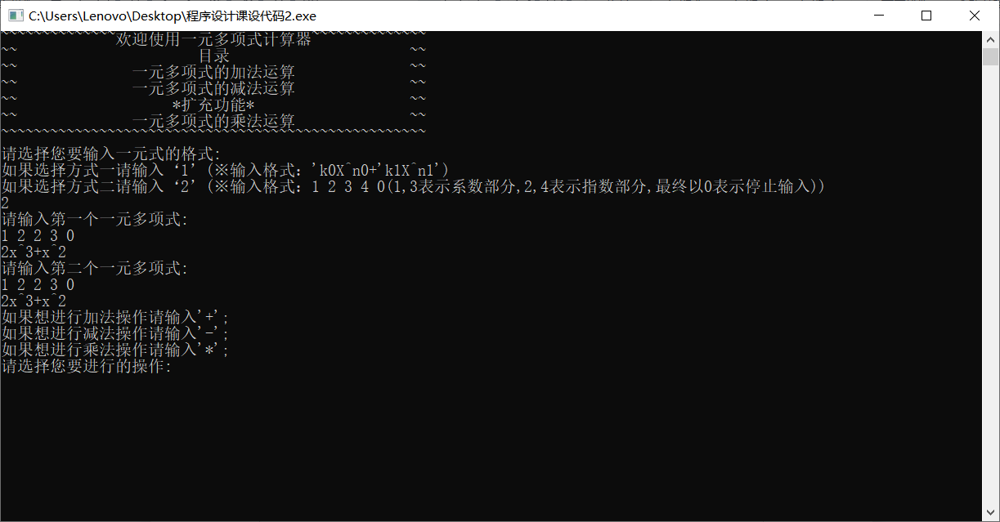 C:\Users\Lenovo\Desktop\程序设计课设代码2.exe
~~~~~~~~~~~~~~欢迎使用一元多项式计算器~~~~~~~~~~~~~~
~~                      目录                      ~~
~~              一元多项式的加法运算              ~~
~~              一元多项式的减法运算              ~~
~~                   *扩充功能*                   ~~
~~              一元多项式的乘法运算              ~~
~~~~~~~~~~~~~~~~~~~~~~~~~~~~~~~~~~~~~~~~~~~~~~~~~~~~
请选择您要输入一元式的格式:
如果选择方式一请输入‘1’(※输入格式：'k0X^n0+'k1X^n1')
如果选择方式二请输入‘2’(※输入格式：1 2 3 4 0(1,3表示系数部分,2,4表示指数部分,最终以0表示停止输入))
2
请输入第一个一元多项式:
1 2 2 3 0
2x^3+x^2
请输入第二个一元多项式:
1 2 2 3 0
2x^3+x^2
如果想进行加法操作请输入'+';
如果想进行减法操作请输入'-';
如果想进行乘法操作请输入'*';
请选择您要进行的操作: